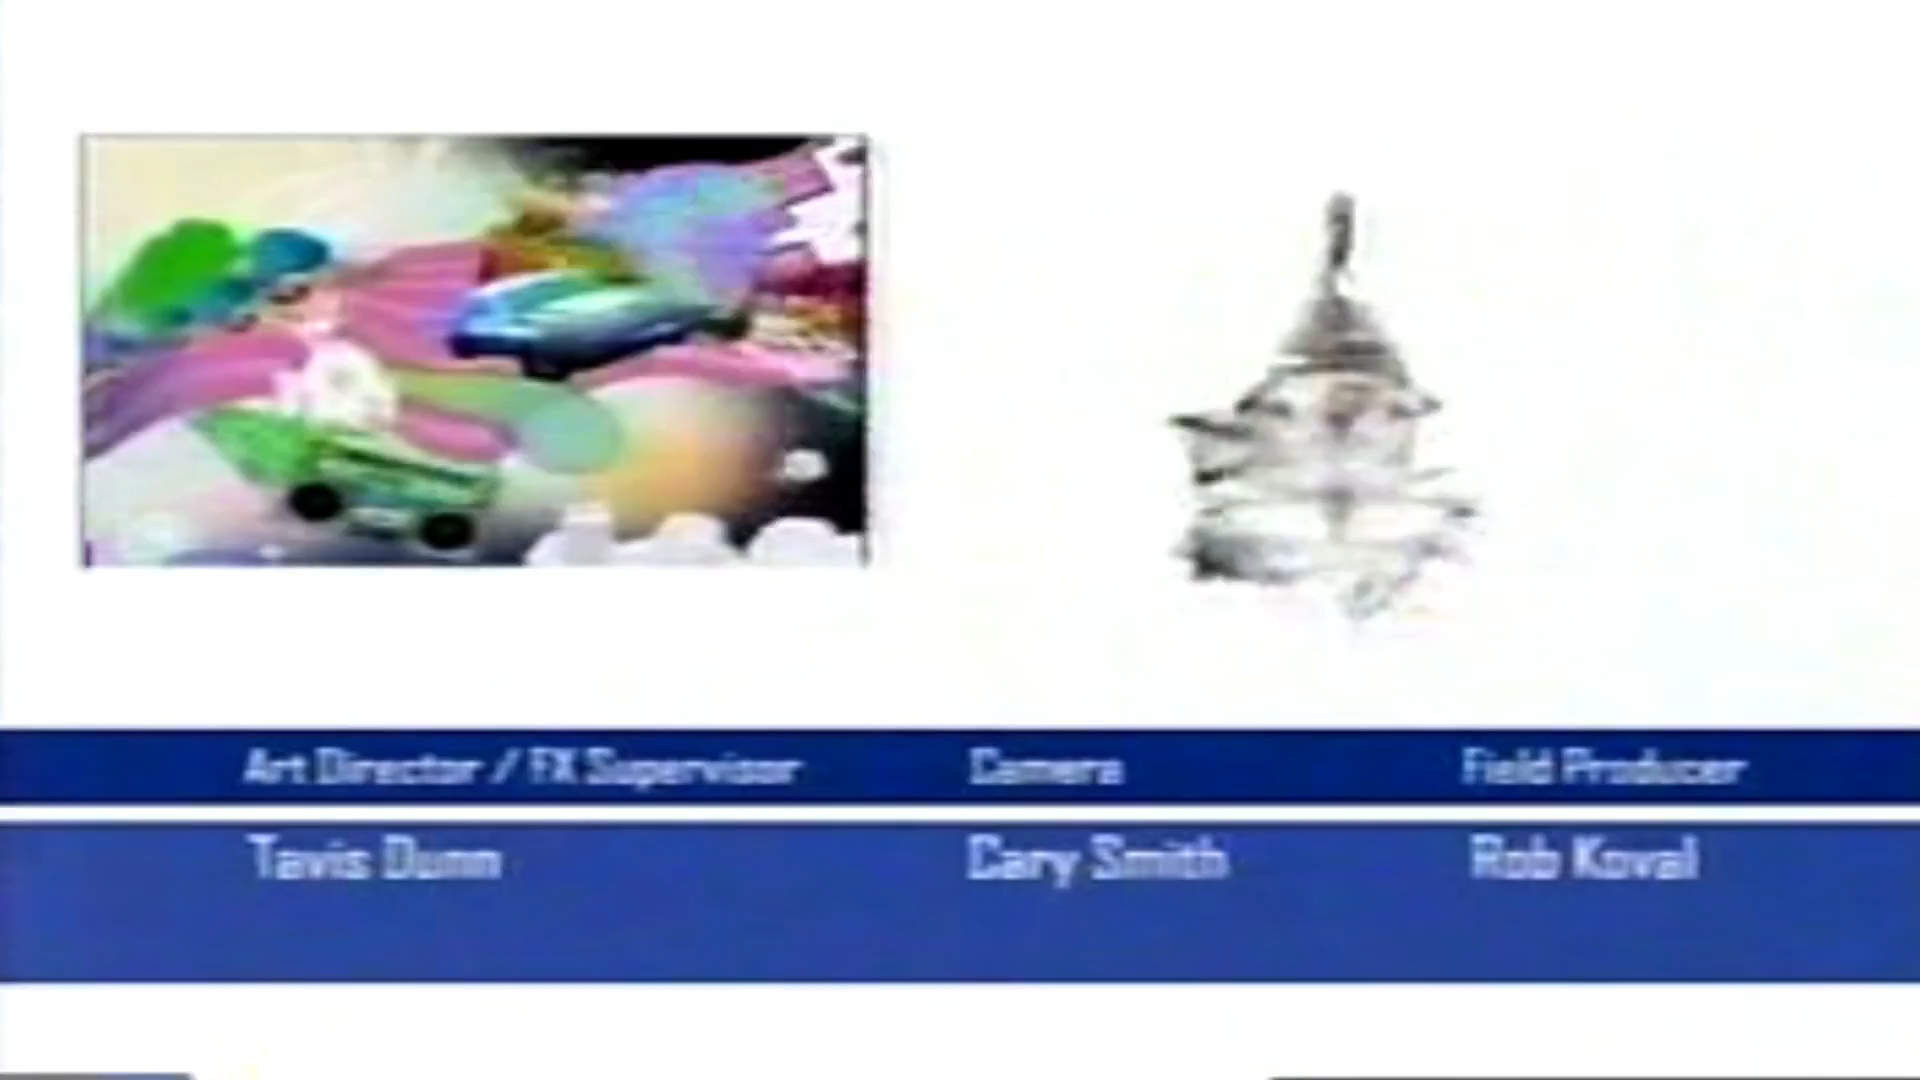 Art Director / FX Supervisor Camera Field Producer
Tavis Dunn Cary Smith Rob Koval